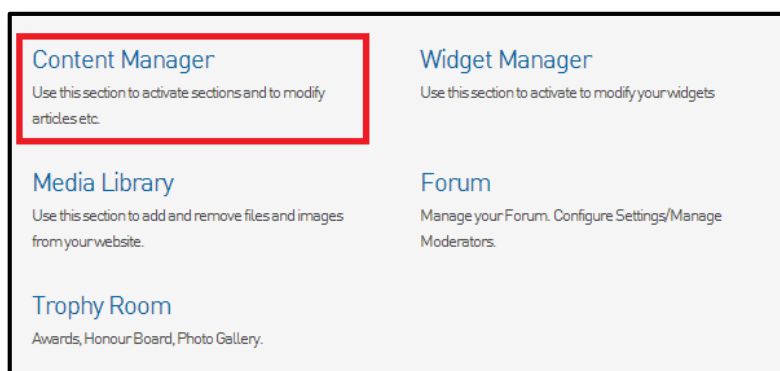 Content Manager
Use this section to activate sections and to modify
articles etc.
Widget Manager
Use this section to activate to modify your widgets
Media Library
Use this section to add and remove files and images
from your website.
Forum
Manage your Forum. Configure Settings/Manage
Moderators.
Trophy Room
Awards, Honour Board, Photo Gallery.